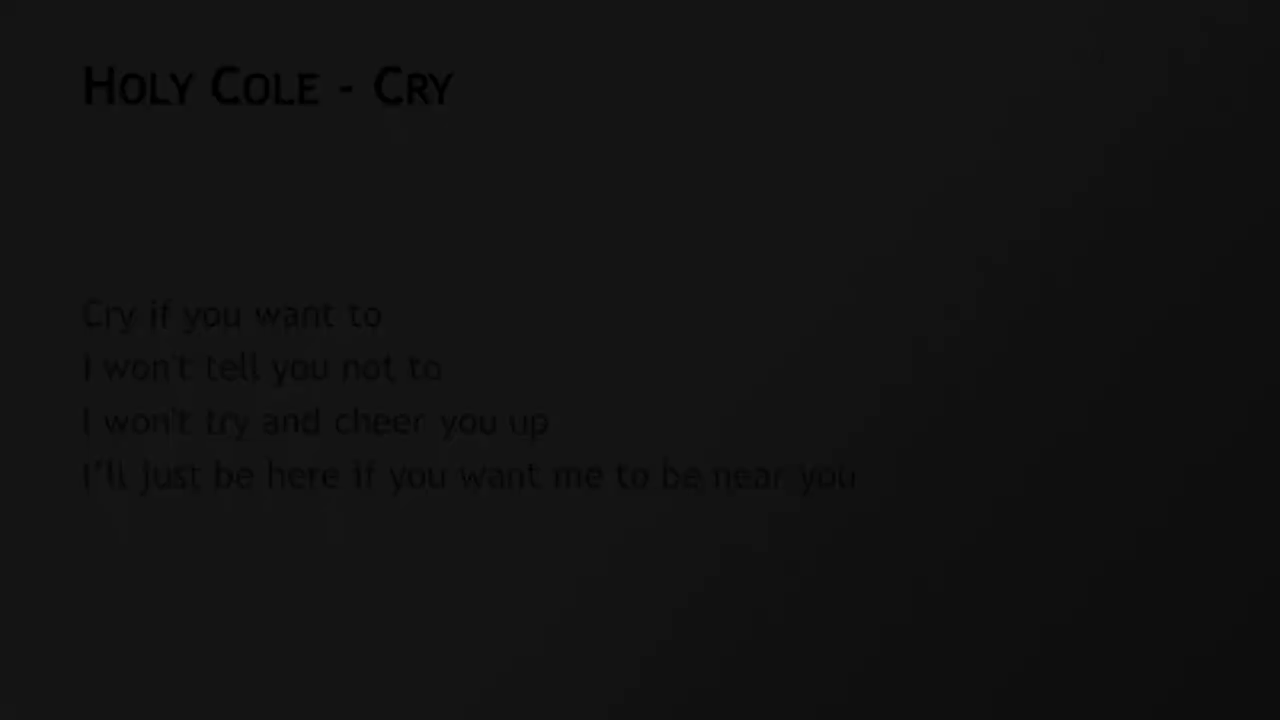 Holy Cole - Cry
Cry if you want to
I won't tell you not to
I won't try and cheer you up
I'll just be here if you want me to be near you